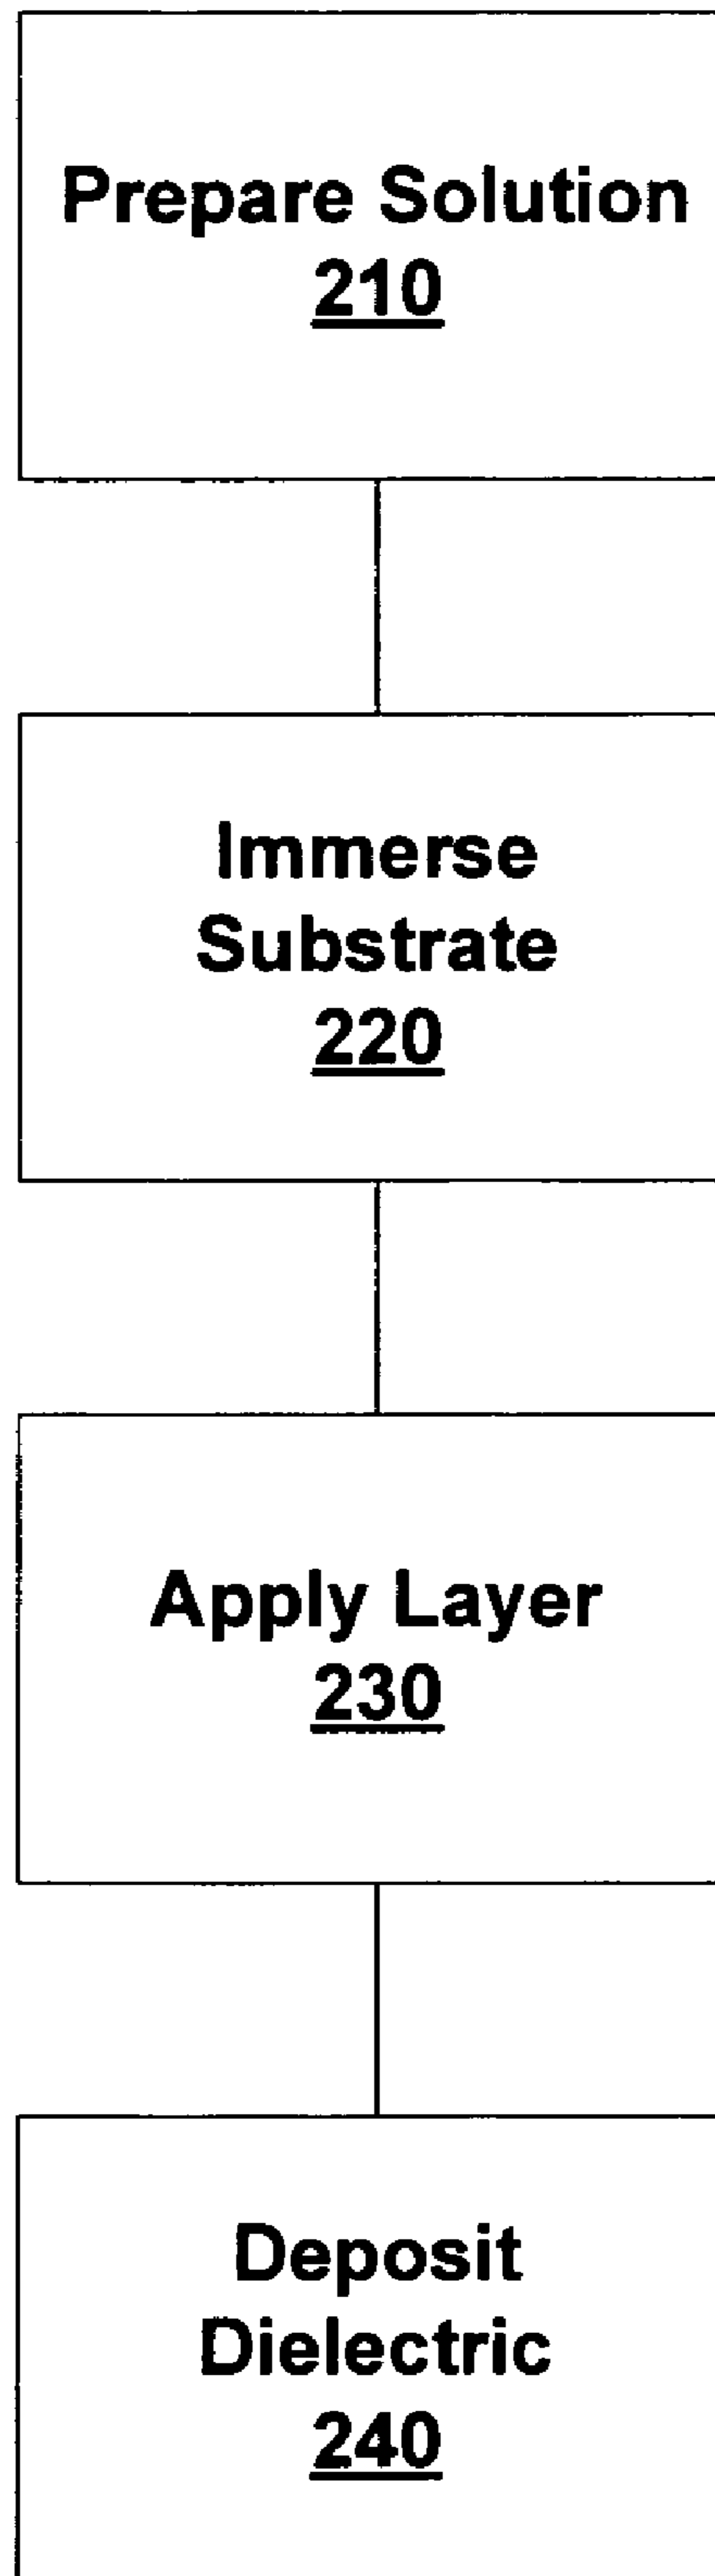 Prepare Solution
210
Immerse
Substrate
220
Apply Layer
230
Deposit
Dielectric
240